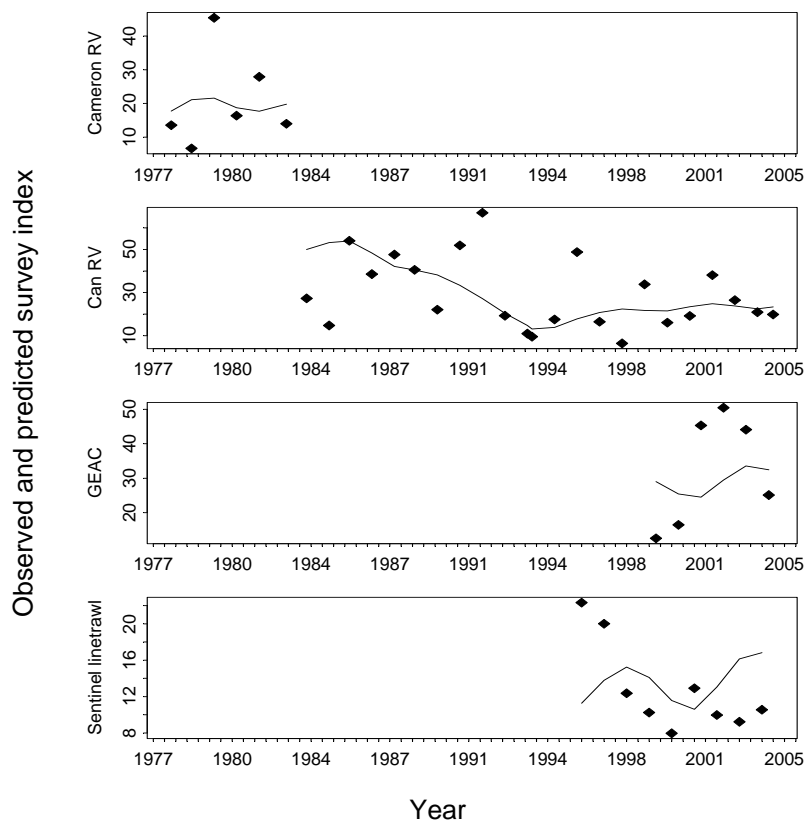 Observed and predicted survey index
Cameron RV
40
30
20
10
1977 1980 1984 1987 1991 1994 1998 2001 2005
Can RV
50
30
10
1977 1980 1984 1987 1991 1994 1998 2001 2005
GEAC
50
40
30
20
1977 1980 1984 1987 1991 1994 1998 2001 2005
Sentinel linetrawl
20
16
12
8
1977 1980 1984 1987 1991 1994 1998 2001 2005
Year